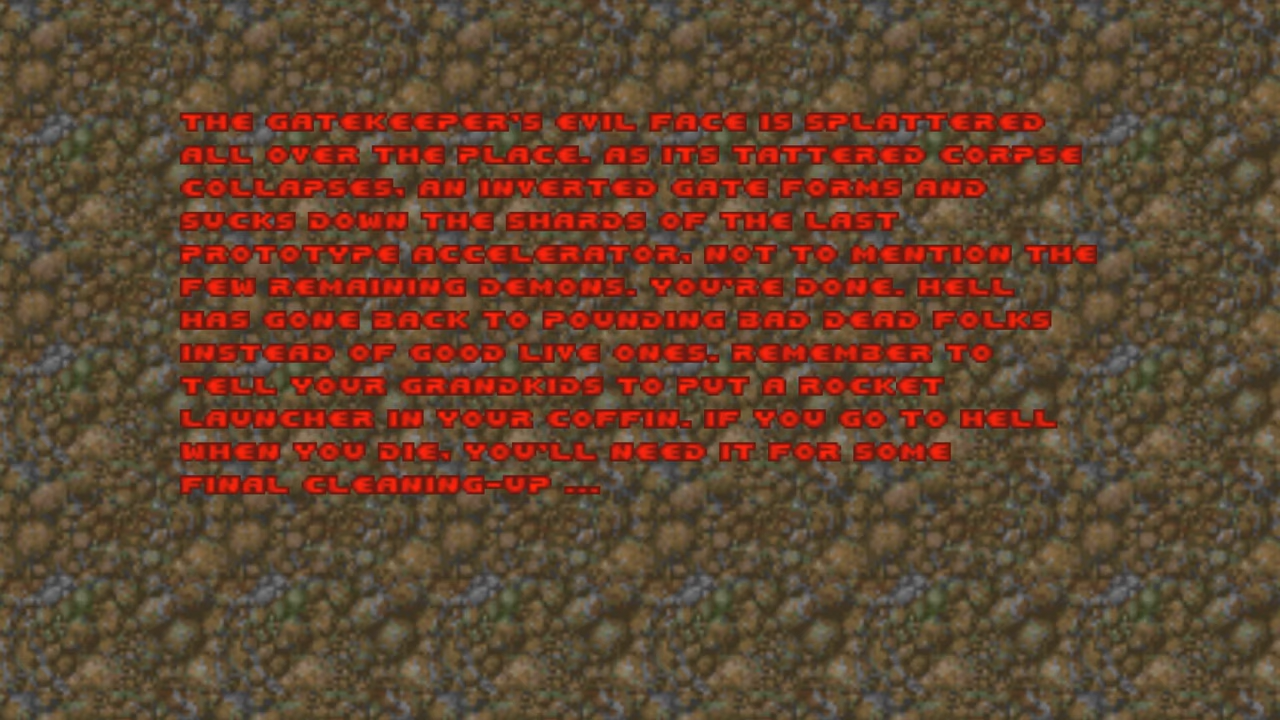 THE GATEKEEPER'S EVIL FACE IS SPLATTERED
ALL OVER THE PLACE. AS ITS TATTERED CORPSE
COLLAPSES, AN INVERTED GATE FORMS AND
SUCKS DOWN THE SHARDS OF THE LAST
PROTOTYPE ACCELERATOR, NOT TO MENTION THE
FEW REMAINING DEMONS. YOU'RE DONE. HELL
HAS GONE BACK TO POUNDING BAD DEAD FOLKS
INSTEAD OF GOOD LIVE ONES. REMEMBER TO
TELL YOUR GRANDKIDS TO PUT A ROCKET
LAUNCHER IN YOUR COFFIN. IF YOU GO TO HELL
WHEN YOU DIE, YOU'LL NEED IT FOR SOME
FINAL CLEANING-UP ...